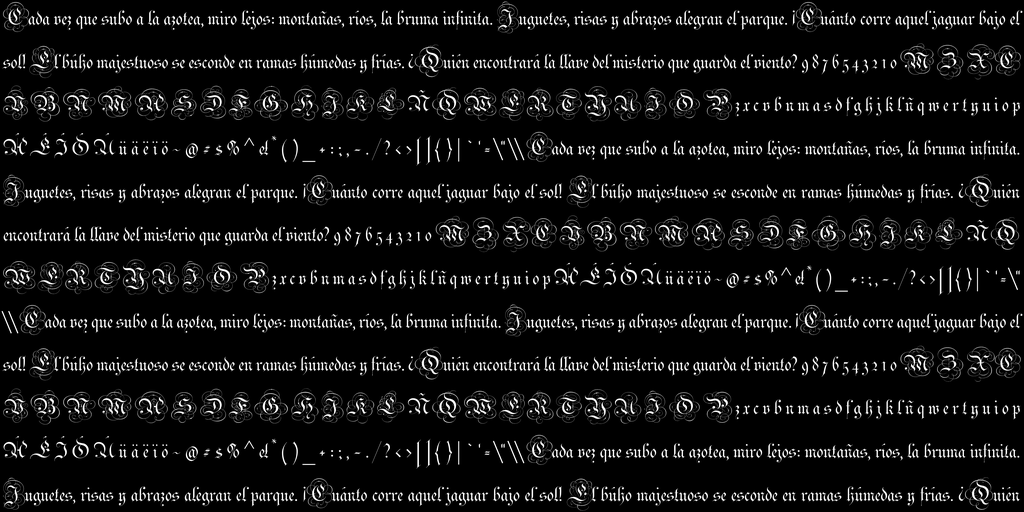 Cada vez que subo a la azotea, miro lejos: montañas, ríos, la bruma infinita. Juguetes, risas y abrazos alegran el parque. ¡Cuánto corre aquel jaguar bajo el
sol! El búho majestuoso se esconde en ramas húmedas y frías. ¿Quién encontrará la llave del misterio que guarda el viento? 9 8 7 6 5 4 3 2 1 0 M Z X C
V B N M A S D F G H J K L Ñ Q W E R T Y U I O P z x c v b n m a s d f g h j k l ñ q w e r t y u i o p
Á É Í Ó Ú ü ä ë ï ö ~ @ # $ % ^ & * ( ) _ + : ; , - . / ? < > | | { } | ` ' = \ " \\ Cada vez que subo a la azotea, miro lejos: montañas, ríos, la bruma infinita.
Juguetes, risas y abrazos alegran el parque. ¡Cuánto corre aquel jaguar bajo el sol! El búho majestuoso se esconde en ramas húmedas y frías. ¿Quién
encontrará la llave del misterio que guarda el viento? 9 8 7 6 5 4 3 2 1 0 M Z X C V B N M A S D F G H J K L Ñ Q
W E R T Y U I O P z x c v b n m a s d f g h j k l ñ q w e r t y u i o p Á É Í Ó Ú ü ä ë ï ö ~ @ # $ % ^ & * ( ) _ + : ; , - . / ? < > | | { } | ` ' = \ "
\\ Cada vez que subo a la azotea, miro lejos: montañas, ríos, la bruma infinita. Juguetes, risas y abrazos alegran el parque. ¡Cuánto corre aquel jaguar bajo el
sol! El búho majestuoso se esconde en ramas húmedas y frías. ¿Quién encontrará la llave del misterio que guarda el viento? 9 8 7 6 5 4 3 2 1 0 M Z X C
V B N M A S D F G H J K L Ñ Q W E R T Y U I O P z x c v b n m a s d f g h j k l ñ q w e r t y u i o p
Á É Í Ó Ú ü ä ë ï ö ~ @ # $ % ^ & * ( ) _ + : ; , - . / ? < > | | { } | ` ' = \ " \\ Cada vez que subo a la azotea, miro lejos: montañas, ríos, la bruma infinita.
Juguetes, risas y abrazos alegran el parque. ¡Cuánto corre aquel jaguar bajo el sol! El búho majestuoso se esconde en ramas húmedas y frías. ¿Quién